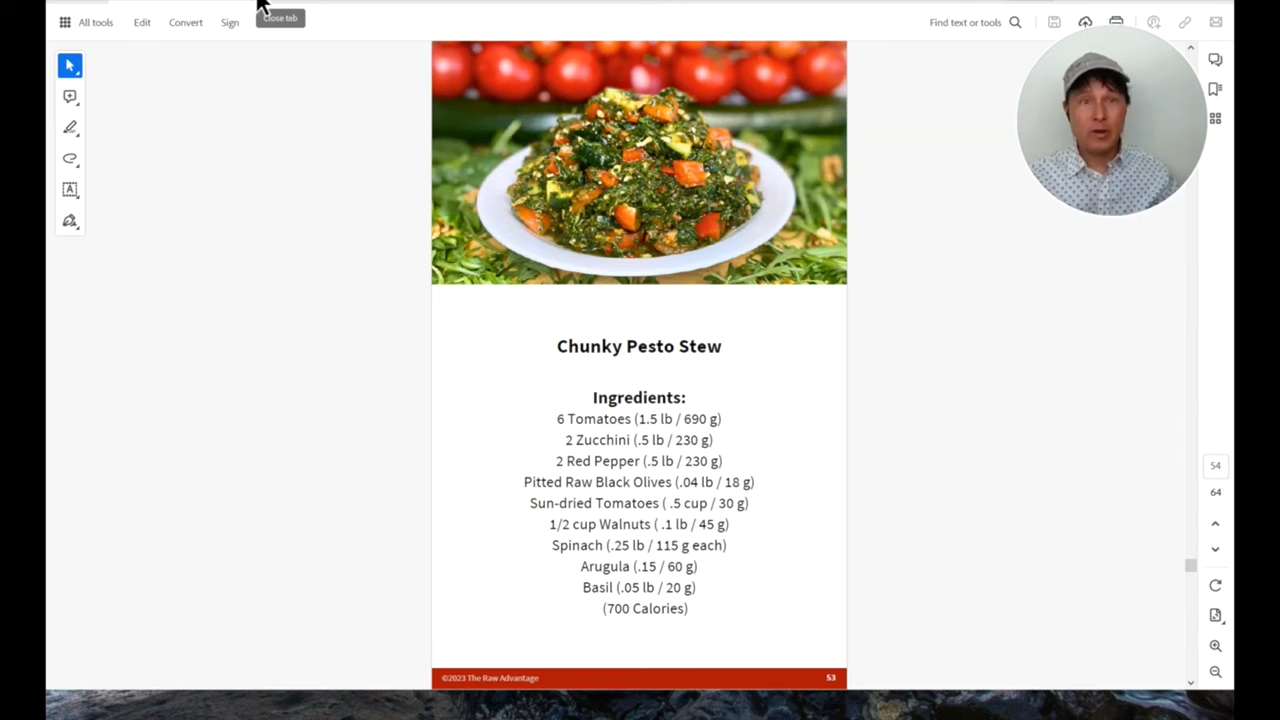 All tools
Edit
Convert
Sign
Close tab
Find text or tools
Chunky Pesto Stew
Ingredients:
6 Tomatoes (1.5 lb / 690 g)
2 Zucchini (.5 lb / 230 g)
2 Red Pepper (.5 lb / 230 g)
Pitted Raw Black Olives (.04 lb / 18 g)
Sun-dried Tomatoes ( .5 cup / 30 g)
1/2 cup Walnuts ( .1 lb / 45 g)
Spinach (.25 lb / 115 g each)
Arugula (.15 / 60 g)
Basil (.05 lb / 20 g)
(700 Calories)
©2023 The Raw Advantage
53
54
64